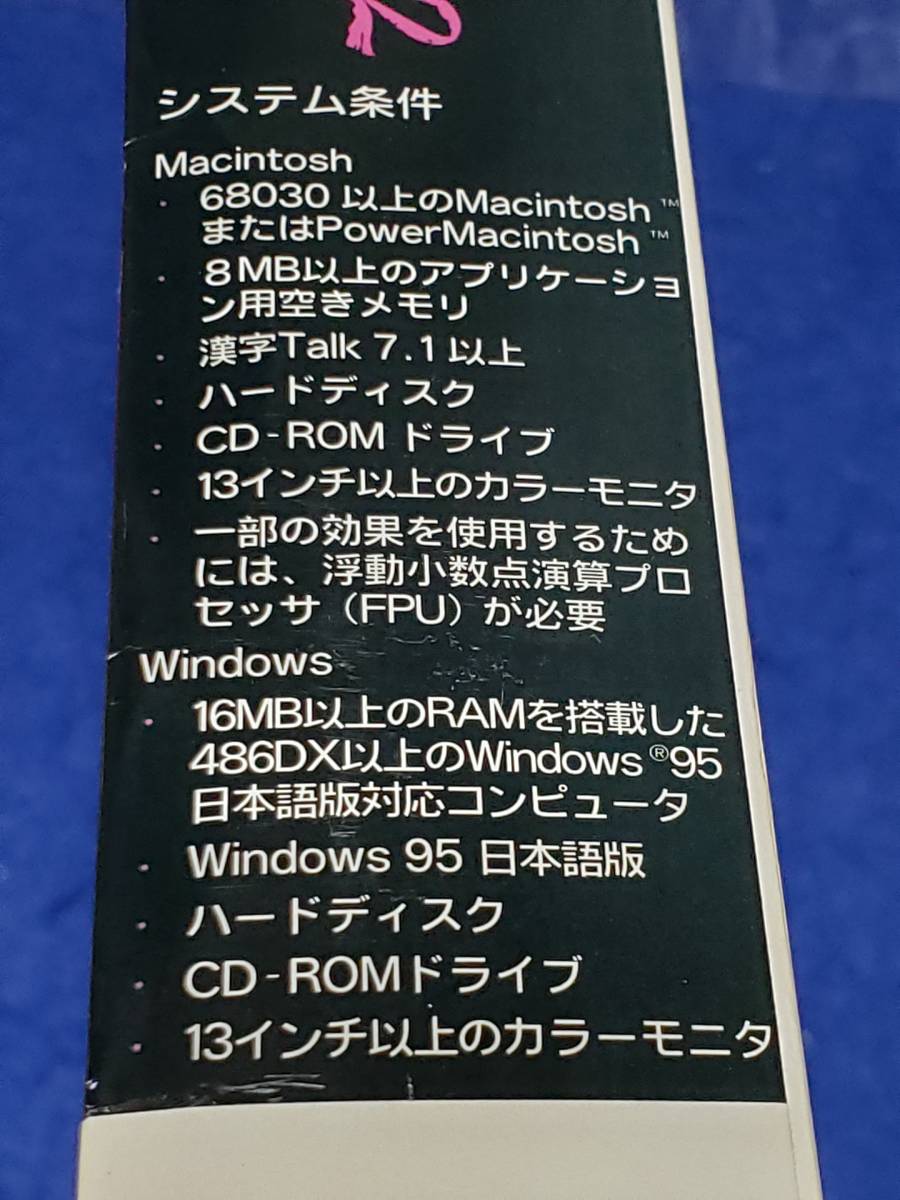 システム条件
Macintosh
・ 68030 以上のMacintosh™
またはPowerMacintosh™
・ 8MB以上のアプリケーショ
ン用空きメモリ
・ 漢字Talk 7.1 以上
・ ハードディスク
・ CD-ROM ドライブ
・ 13インチ以上のカラーモニタ
・ 一部の効果を使用するため
には、浮動小数点演算プロ
セッサ（FPU）が必要
Windows
・ 16MB以上のRAMを搭載した
486DX以上のWindows®95
日本語版対応コンピュータ
・ Windows 95 日本語版
・ ハードディスク
・ CD-ROMドライブ
・ 13インチ以上のカラーモニタ